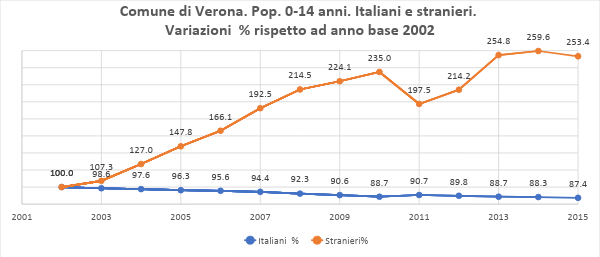 Comune di Verona. Pop. 0-14 anni. Italiani e stranieri.
Variazioni % rispetto ad anno base 2002
254.8 259.6 253.4
235.0
224.1
214.5 214.2
192.5 197.5
166.1
147.8
127.0
107.3
100.0 98.6 97.6 96.3 95.6 94.4 92.3 90.6 88.7 90.7 89.8 88.7 88.3 87.4
2001 2003 2005 2007 2009 2011 2013 2015
Italiani % Stranieri%